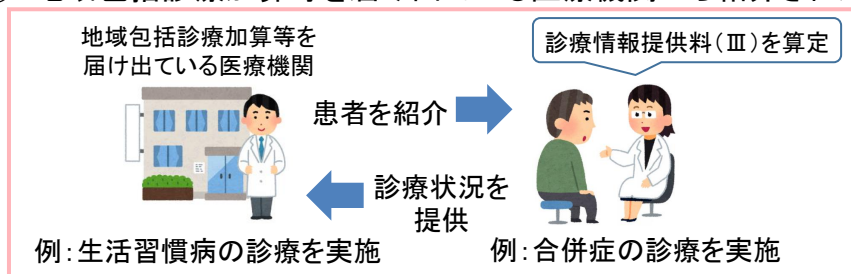 地域包括診療加算等を
届け出ている医療機関
診療情報提供料(Ⅲ)を算定
患者を紹介
診療状況を
提供
例:生活習慣病の診療を実施
例:合併症の診療を実施